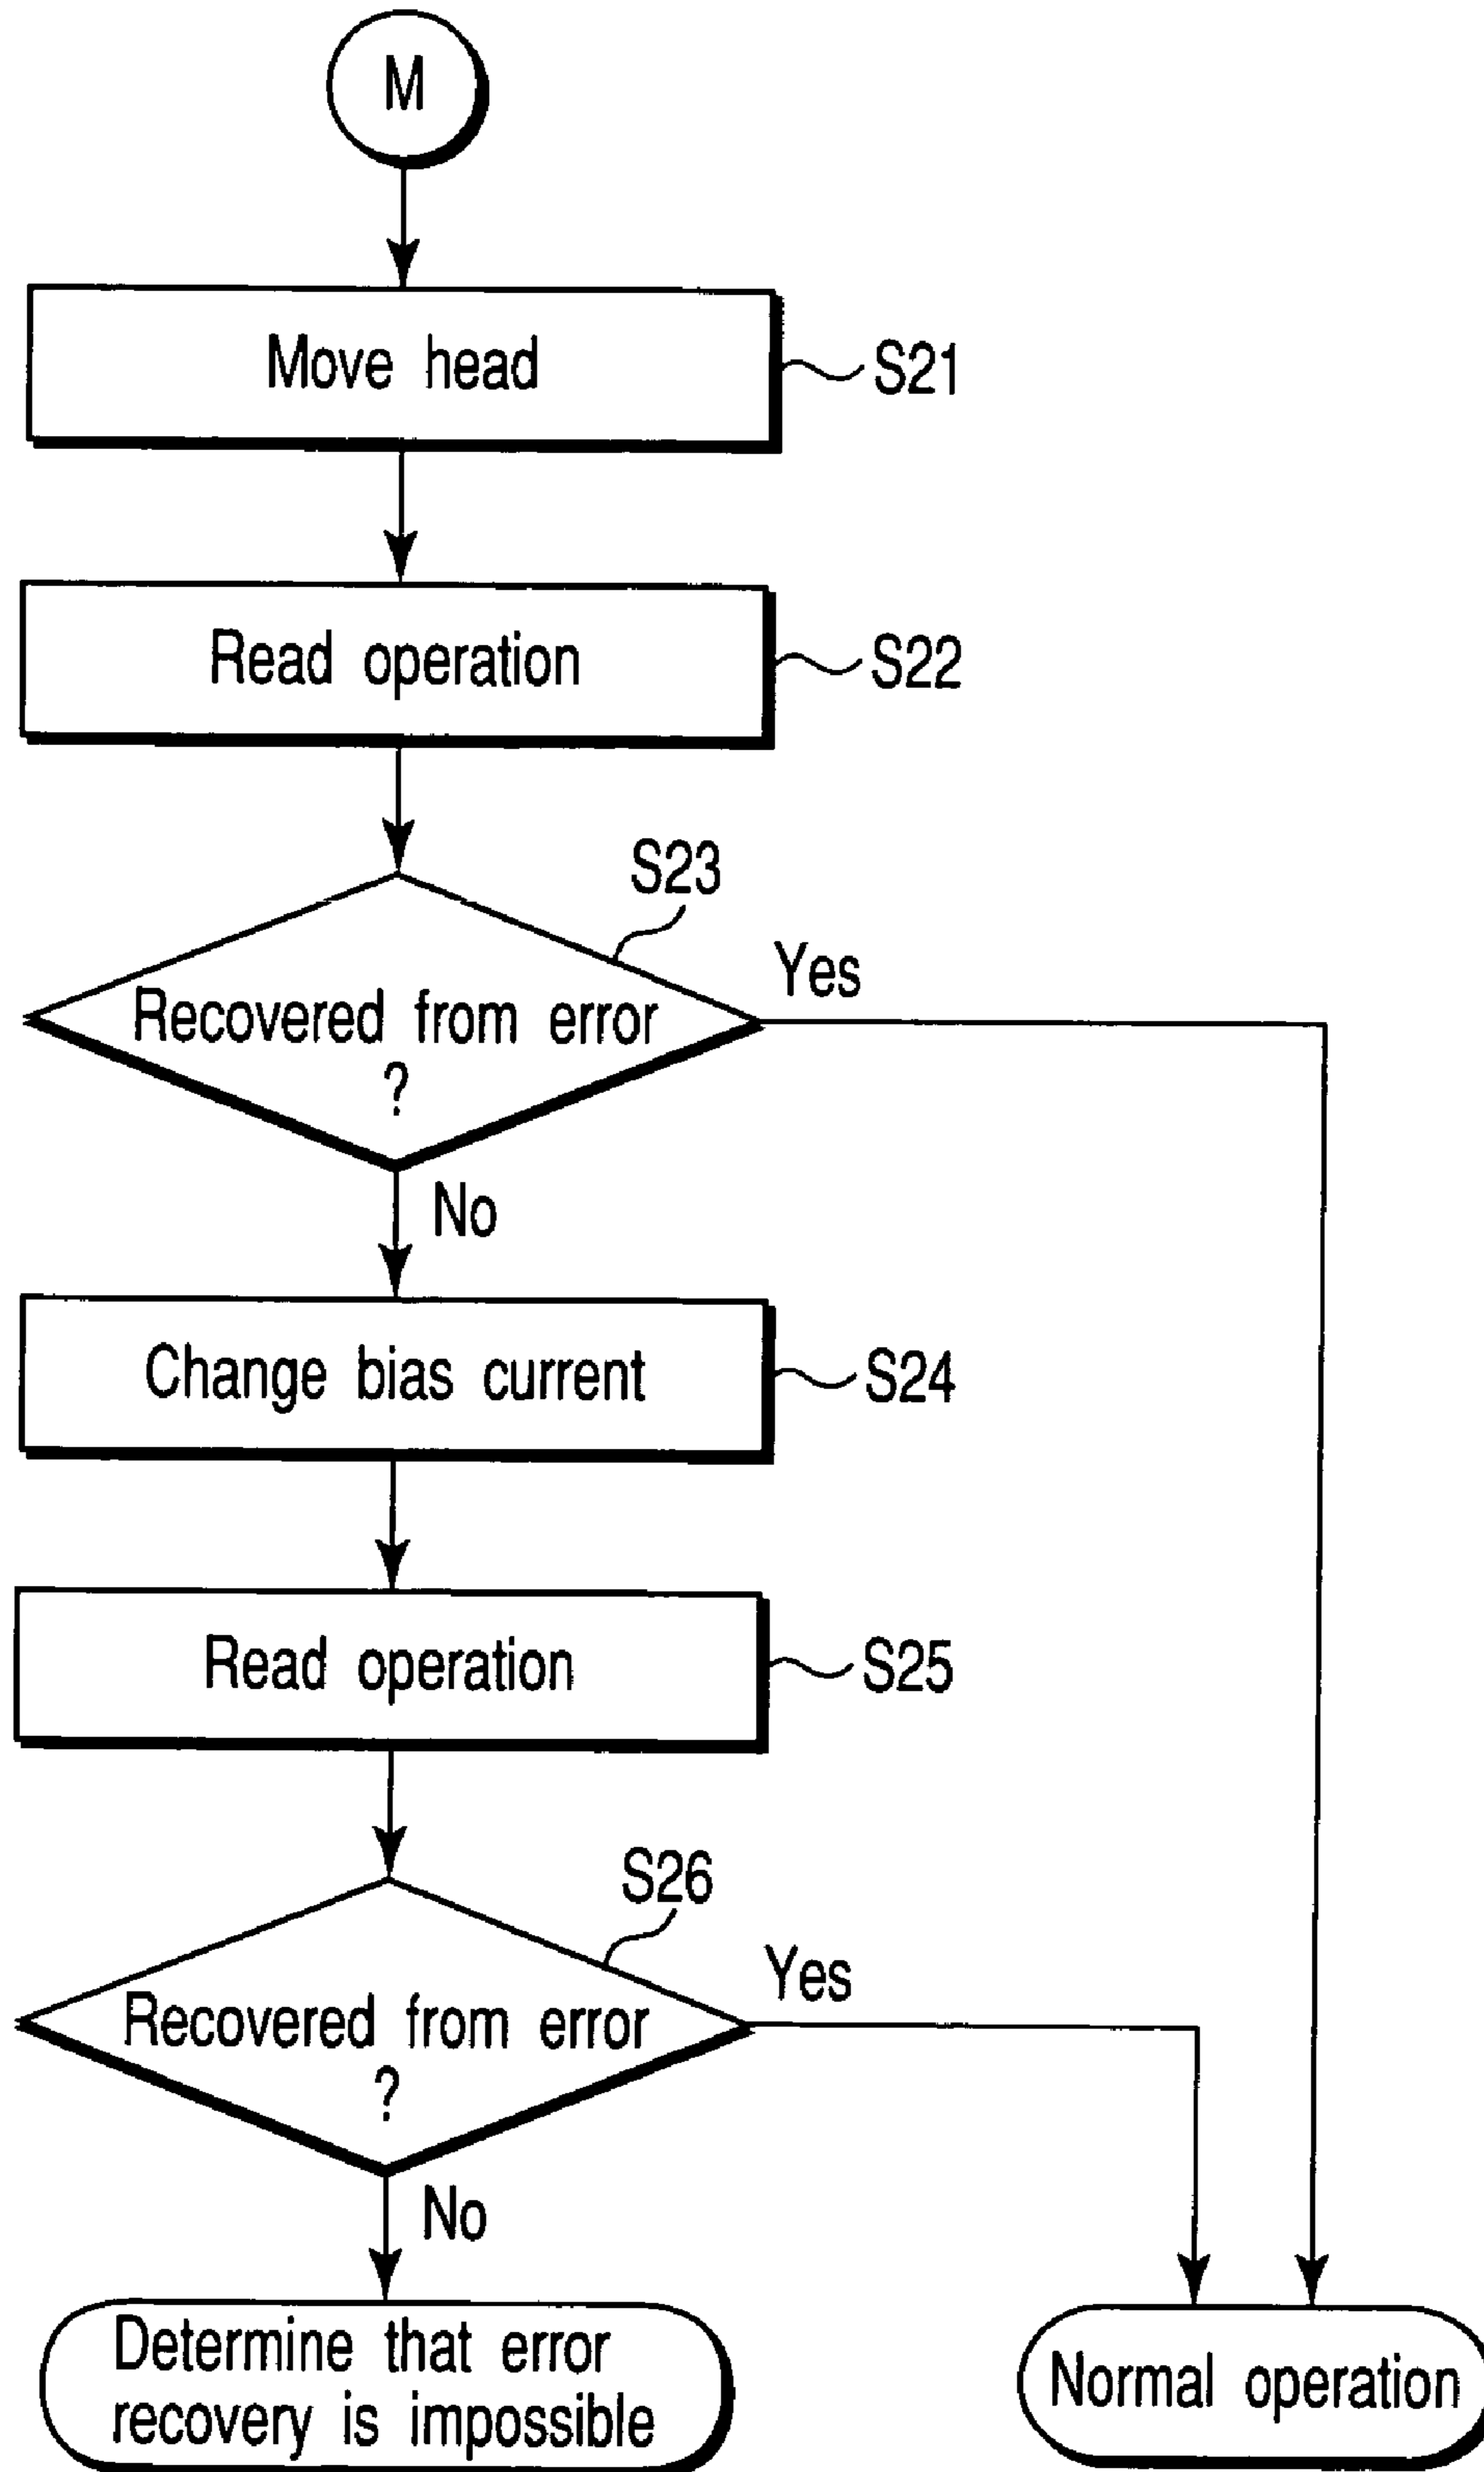 M
Move head
S21
Read operation
S22
S23
Yes
Recovered from error
?
No
Change bias current
S24
Read operation
S25
S26
Yes
Recovered from error
?
No
Determine that error
recovery is impossible
Normal operation